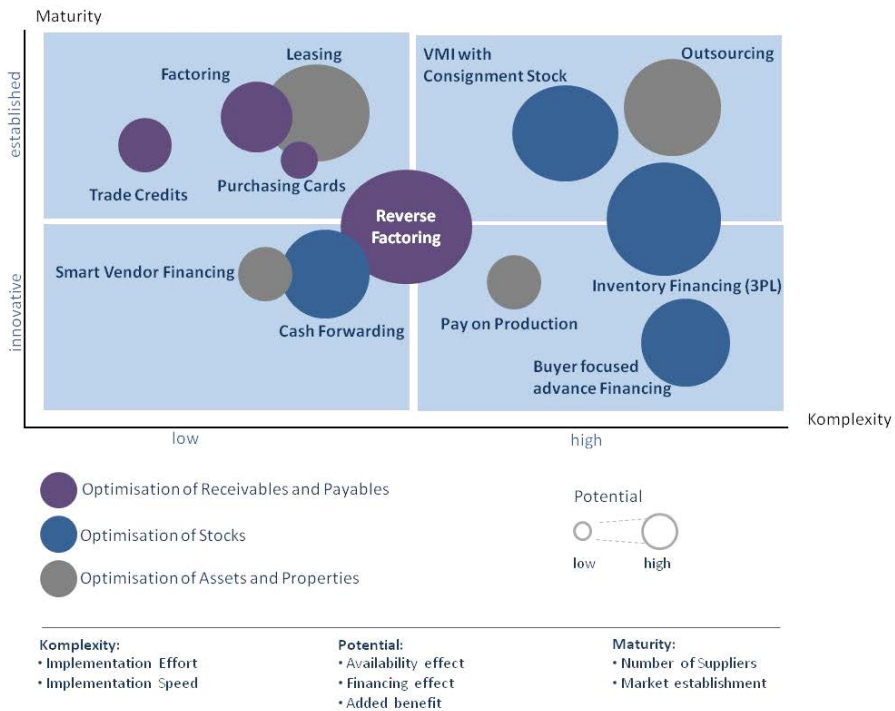 Maturity
established
innovative
Leasing
Factoring
Trade Credits
Purchasing Cards
VMI with
Consignment Stock
Outsourcing
Reverse
Factoring
Smart Vendor Financing
Cash Forwarding
Pay on Production
Inventory Financing (3PL)
Buyer focused
advance Financing
Komplexity
low
high
Optimisation of Receivables and Payables
Optimisation of Stocks
Optimisation of Assets and Properties
Potential
low
high
Komplexity:
• Implementation Effort
• Implementation Speed
Potential:
• Availability effect
• Financing effect
• Added benefit
Maturity:
• Number of Suppliers
• Market establishment